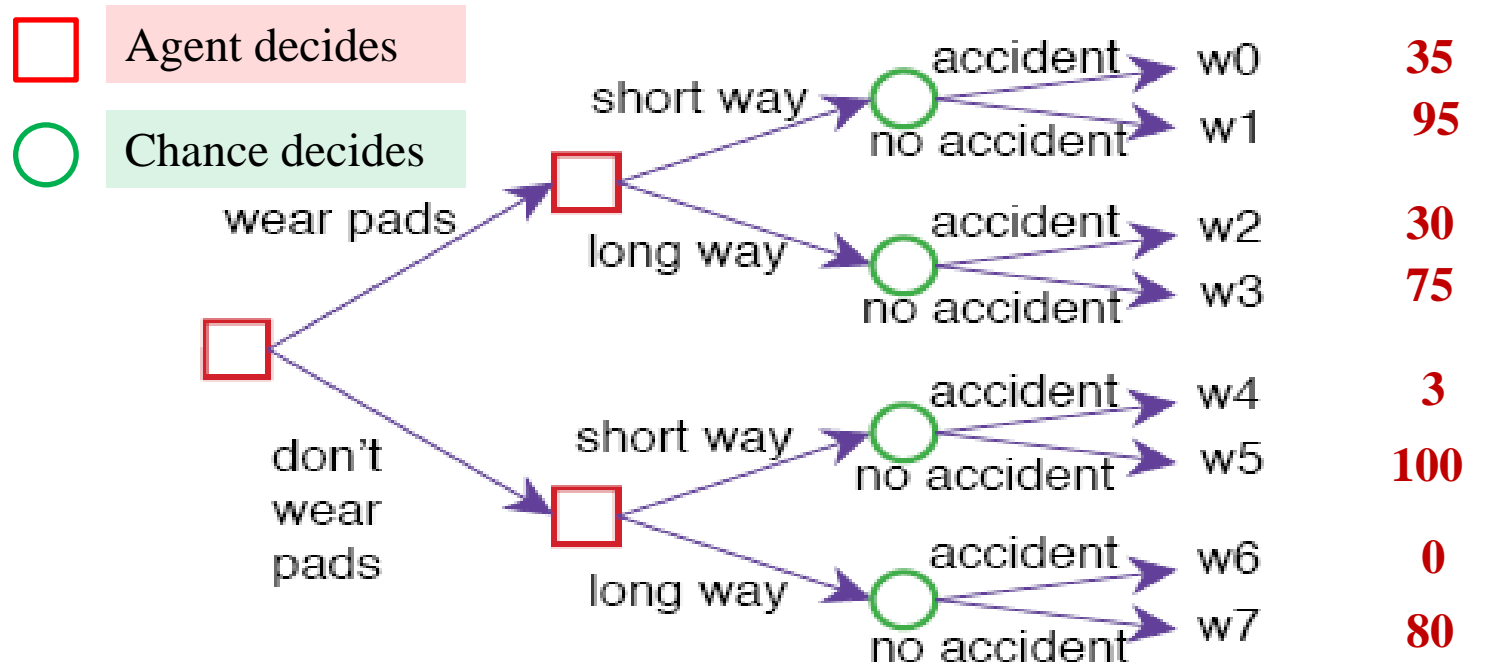 Agent decides
Chance decides
wear pads
don't
wear
pads
short way
long way
short way
long way
accident
no accident
accident
no accident
accident
no accident
accident
no accident
w0 35
w1 95
w2 30
w3 75
w4 3
w5 100
w6 0
w7 80